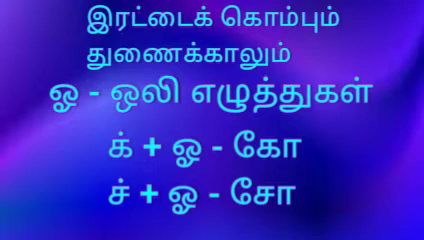 இரட்டைக் கொம்பும்
துணைக்காலும்
ஓ - ஒலி எழுத்துகள்
க் + ஓ - கோ
ச் + ஓ - சோ